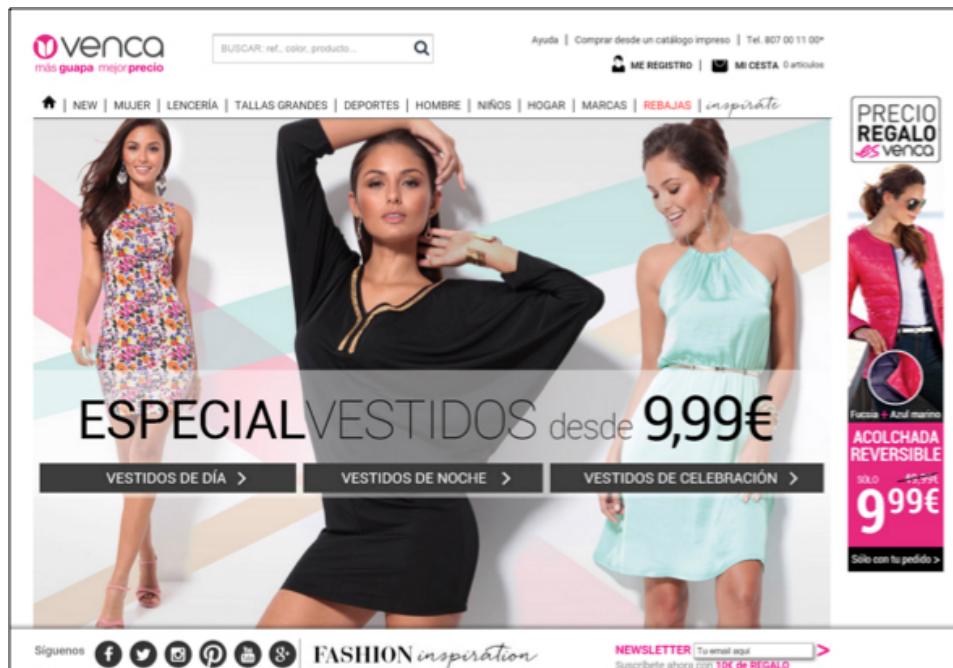 venca
más guapa mejor precio
BUSCAR: ref., color, producto...
Ayuda | Comprar desde un catálogo impreso | Tel. 807 00 11 00*
ME REGISTRO | MI CESTA 0 artículos
NEW | MUJER | LENCERÍA | TALLAS GRANDES | DEPORTES | HOMBRE | NIÑOS | HOGAR | MARCAS | REBAJAS | inspírate
ESPECIALVESTIDOS desde 9,99€
VESTIDOS DE DÍA >
VESTIDOS DE NOCHE >
VESTIDOS DE CELEBRACIÓN >
PRECIO
REGALO
es venca
Fucsia + Azul marino
ACOLCHADA
REVERSIBLE
SÓLO 49,99€
9,99€
Sólo con tu pedido >
Síguenos
FASHION inspiration
NEWSLETTER Tu email aquí >
Suscríbete ahora con 10€ de REGALO